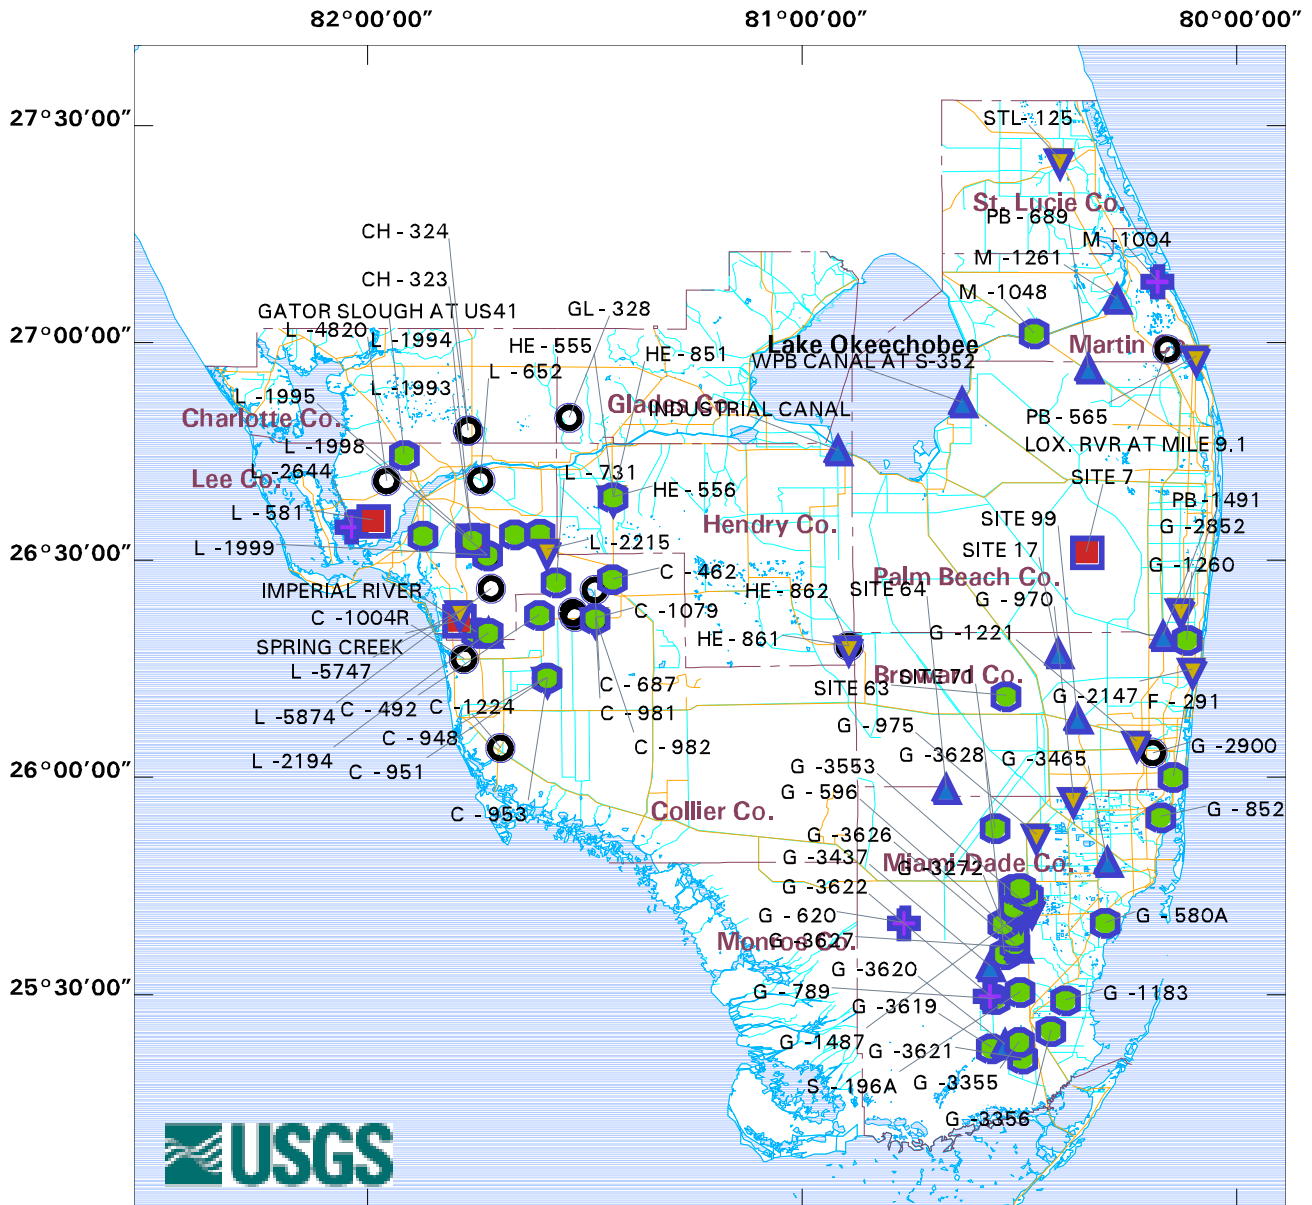 82°00'00"
81°00'00"
80°00'00"
27°30'00"
STL- 125
St. Lucie Co.
PB - 689
CH - 324
M -1004
M -1261
CH - 323
M -1048
GATOR SLOUGH AT US41
GL - 328
L -4820
27°00'00"
L -1994
HE - 555
Lake Okeechobee
Martin Co.
HE - 851
WPB CANAL AT S-352
L - 652
L -1993
L -1995
Glades Co.
INDUSTRIAL CANAL
Charlotte Co.
PB - 565
L -1998
LOX. RVR AT MILE 9.1
L -2644
L - 731
Lee Co.
SITE 7
HE - 556
PB -1491
L - 581
Hendry Co.
SITE 99
G -2852
L -1999
L -2215
SITE 17
26°30'00"
G -1260
C - 462
Palm Beach Co.
IMPERIAL RIVER
HE - 862
SITE 64
G - 970
C - 1004R
C -1079
HE - 861
G -1221
SPRING CREEK
L -5747
Broward Co.
SITE 71
C - 687
SITE 63
G -2147
F - 291
L -5874
C - 492
C -1224
C - 981
G - 975
C - 948
C - 982
G -2900
L -2194
G -3628
G -3465
26°00'00"
C - 951
G -3553
G - 596
C - 953
Collier Co.
G - 852
G -3626
G -3437
Miami-Dade Co.
G -3272
G -3622
G - 620
G - 580A
Monroe Co.
G -3627
G -3620
25°30'00"
G - 789
G -1183
G -3619
G -1487
G -3621
S - 196A
G -3355
G -3356
USGS